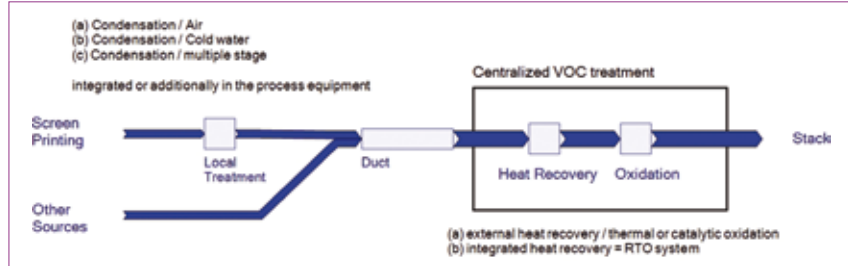 (a) Condensation / Air
(b) Condensation / Cold water
(c) Condensation / multiple stage
integrated or additionally in the process equipment
Centralized VOC treatment
Screen
Printing
Local
Treatment
Duct
Heat Recovery
Oxidation
Stack
Other
Sources
(a) external heat recovery / thermal or catalytic oxidation
(b) integrated heat recovery = RTO system